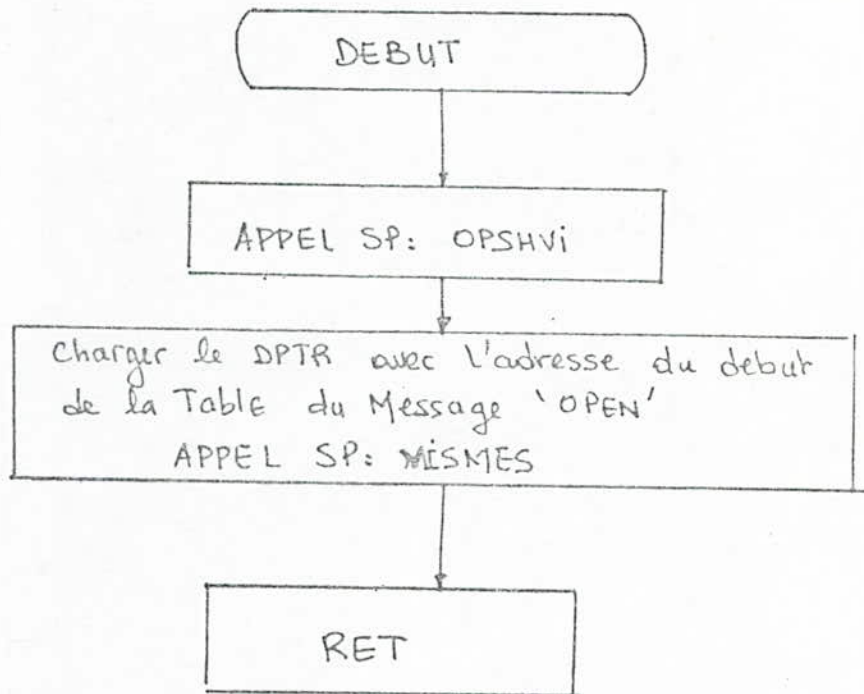 DEBUT
APPEL SP: OPSHVi
Charger le DPTR avec l'adresse du debut
de la Table du Message 'OPEN'
APPEL SP: MISMES
RET